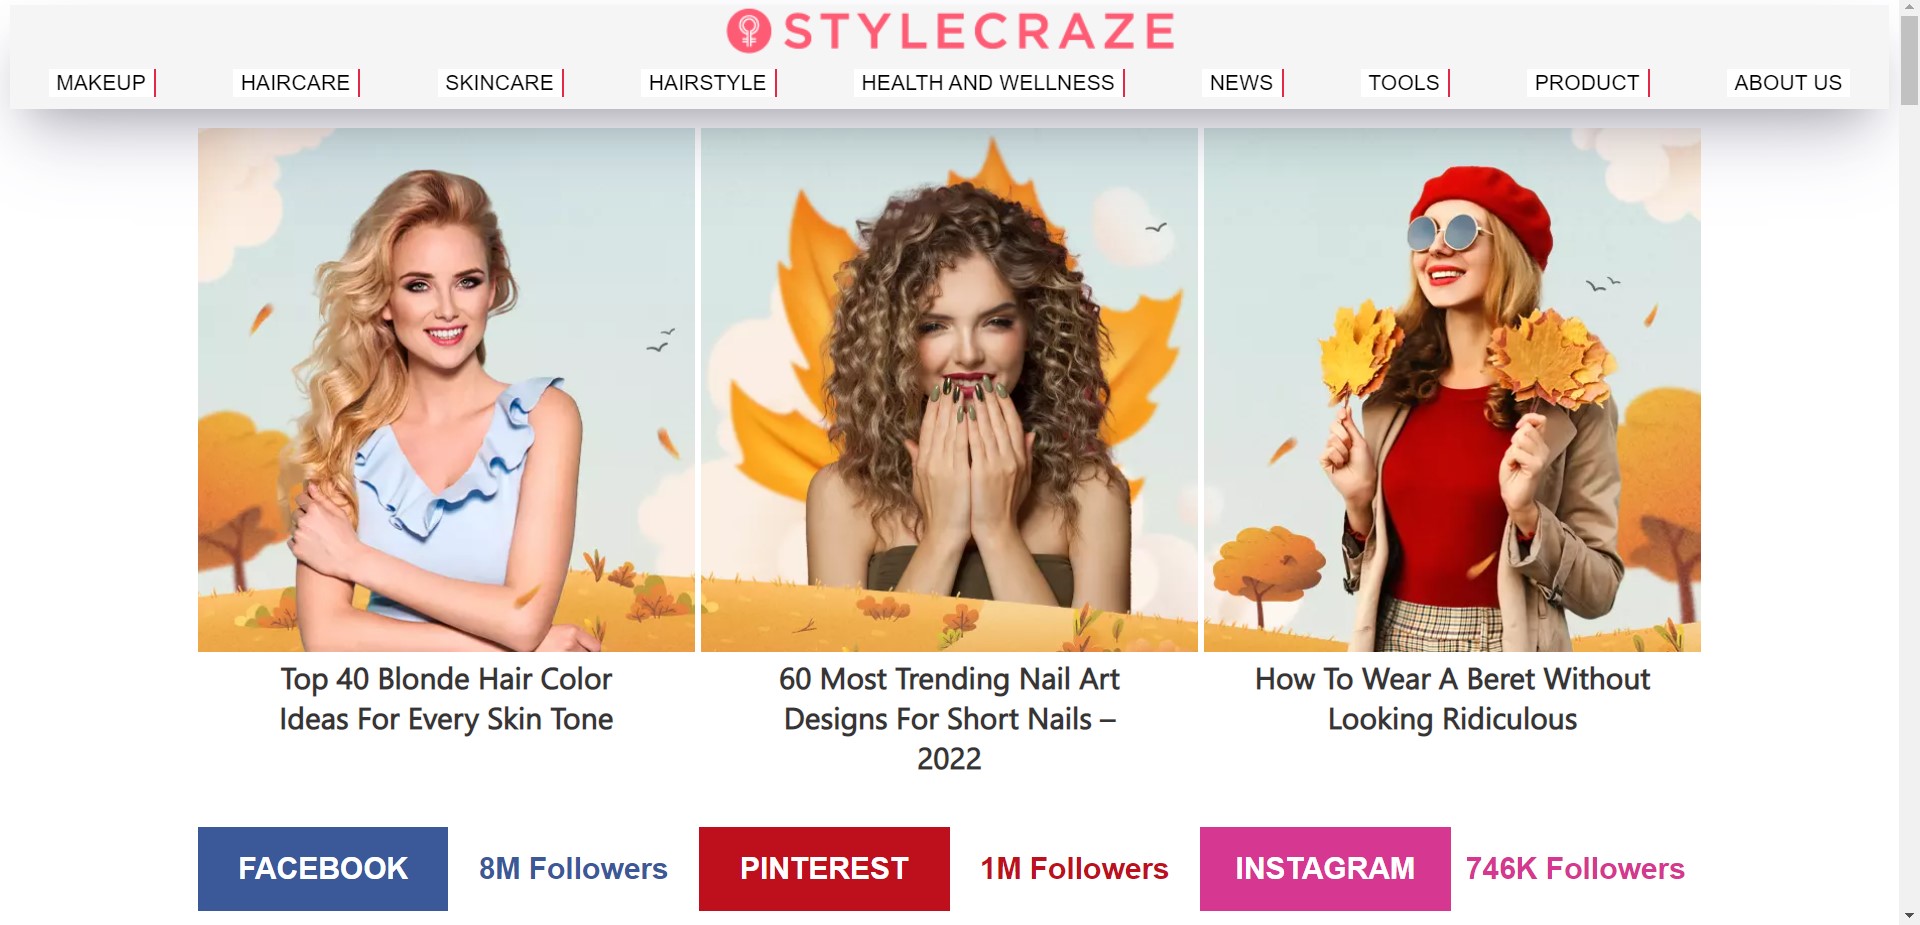 STYLECRAZE
MAKEUP
HAIRCARE
SKINCARE
HAIRSTYLE
HEALTH AND WELLNESS
NEWS
TOOLS
PRODUCT
ABOUT US
Top 40 Blonde Hair Color
Ideas For Every Skin Tone
60 Most Trending Nail Art
Designs For Short Nails –
2022
How To Wear A Beret Without
Looking Ridiculous
FACEBOOK
8M Followers
PINTEREST
1M Followers
INSTAGRAM
746K Followers